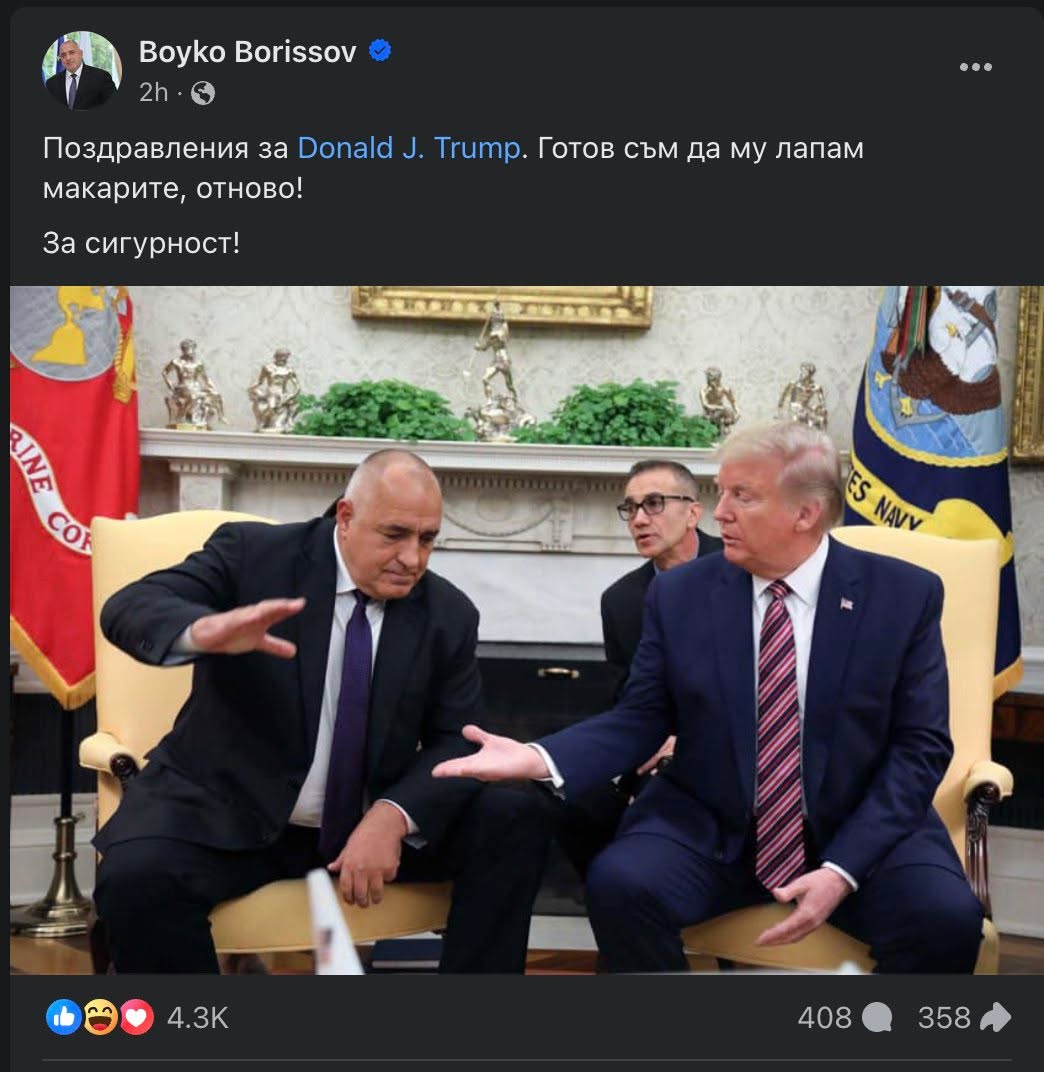 Boyko Borissov
2h ·
Поздравления за Donald J. Trump. Готов съм да му лапам
макарите, отново!
За сигурност!
RINE COR
ES NAVY
4.3K
408
358